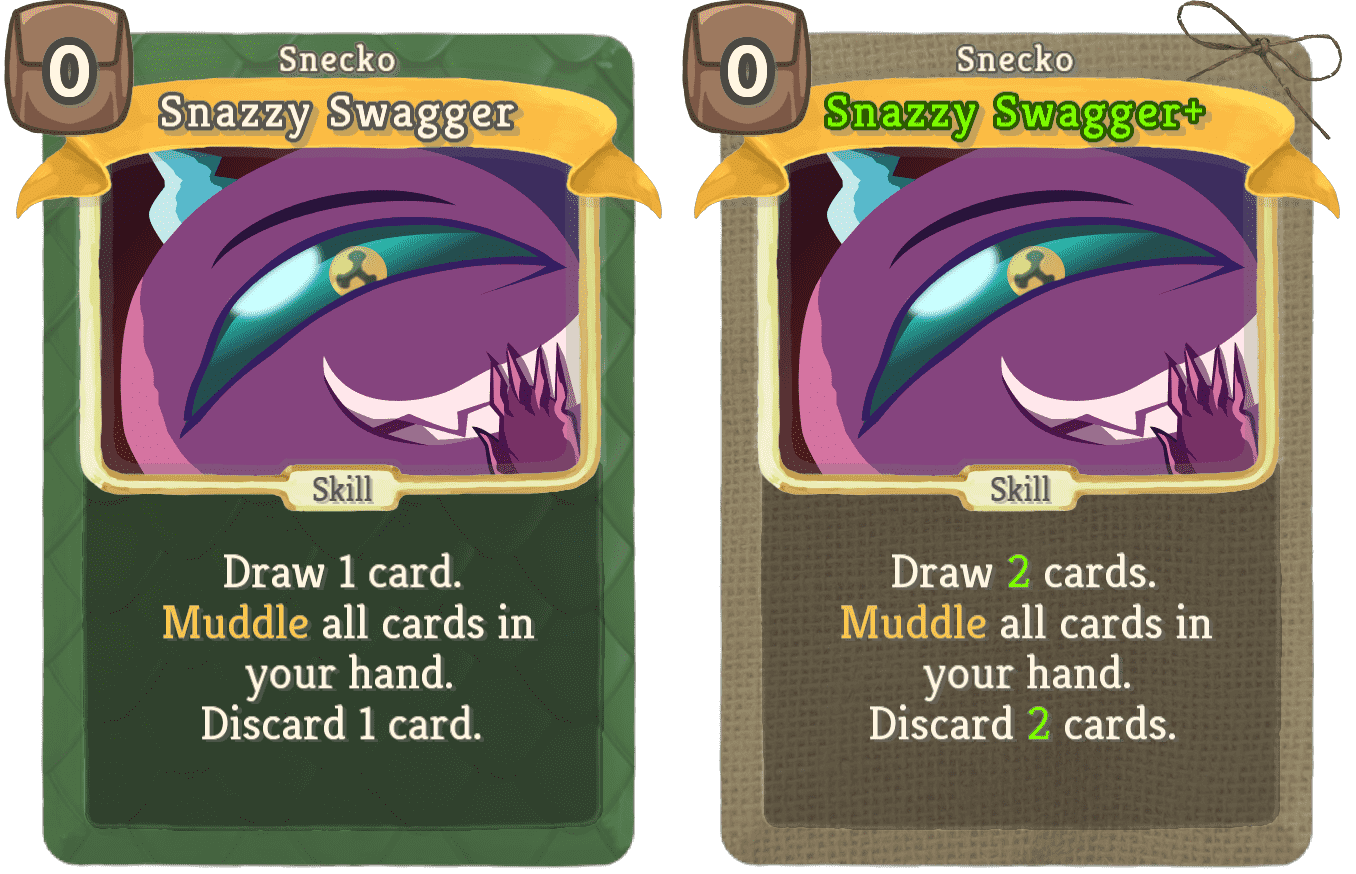 0
Snecko
Snazzy Swagger
Skill
Draw 1 card.
Muddle all cards in
your hand.
Discard 1 card.
0
Snecko
Snazzy Swagger+
Skill
Draw 2 cards.
Muddle all cards in
your hand.
Discard 2 cards.